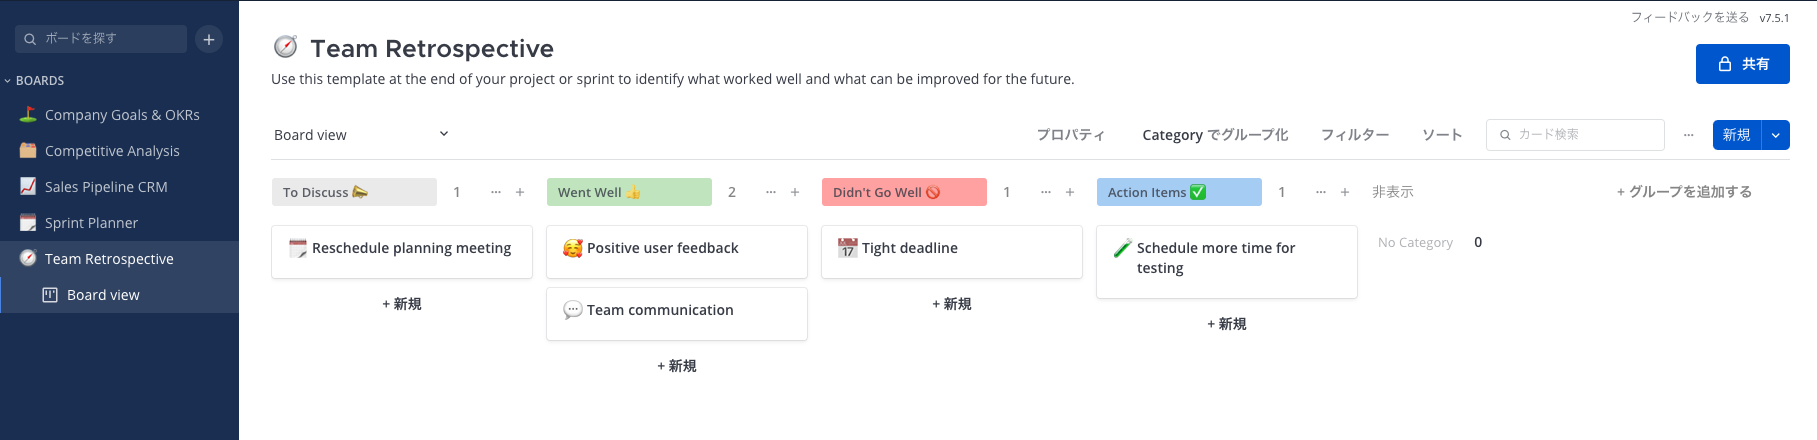 フィードバックを送る v7.5.1
ボードを探す
BOARDS
Company Goals & OKRs
Competitive Analysis
Sales Pipeline CRM
Sprint Planner
Team Retrospective
Board view
Team Retrospective
共有
Use this template at the end of your project or sprint to identify what worked well and what can be improved for the future.
Board view プロパティ Category でグループ化 フィルター ソート カード検索 ... 新規
To Discuss 1 ... +
Reschedule planning meeting
+ 新規
Went Well 2 ... +
Positive user feedback
Team communication
+ 新規
Didn't Go Well 1 ... +
17 Tight deadline
+ 新規
Action Items 1 ... +
Schedule more time for
testing
+ 新規
非表示
No Category 0
+ グループを追加する